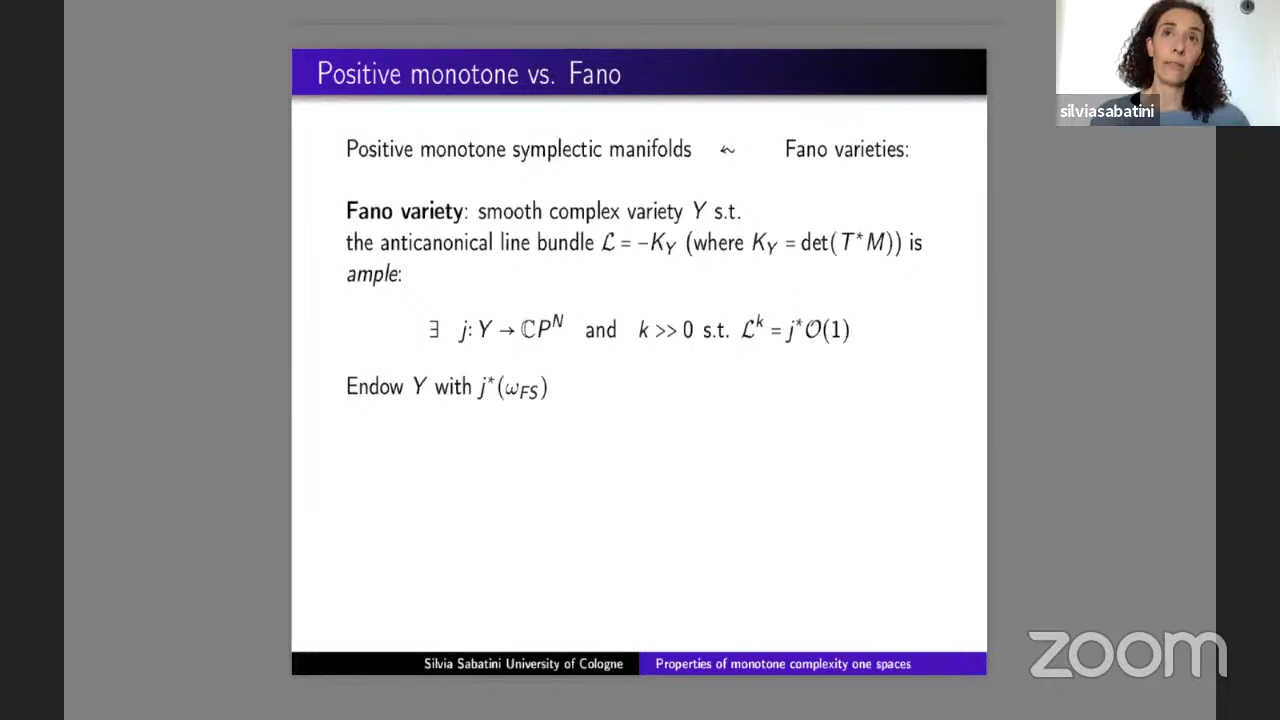 silviasabatini
Positive monotone vs. Fano
Positive monotone symplectic manifolds ↜ Fano varieties:
Fano variety: smooth complex variety Y s.t.
the anticanonical line bundle ℒ = −K_Y (where K_Y = det(T*M)) is
ample:
∃ j: Y → ℂP^N and k >> 0 s.t. ℒ^k = j*𝒪(1)
Endow Y with j*(ω_FS)
Silvia Sabatini University of Cologne Properties of monotone complexity one spaces
zoom